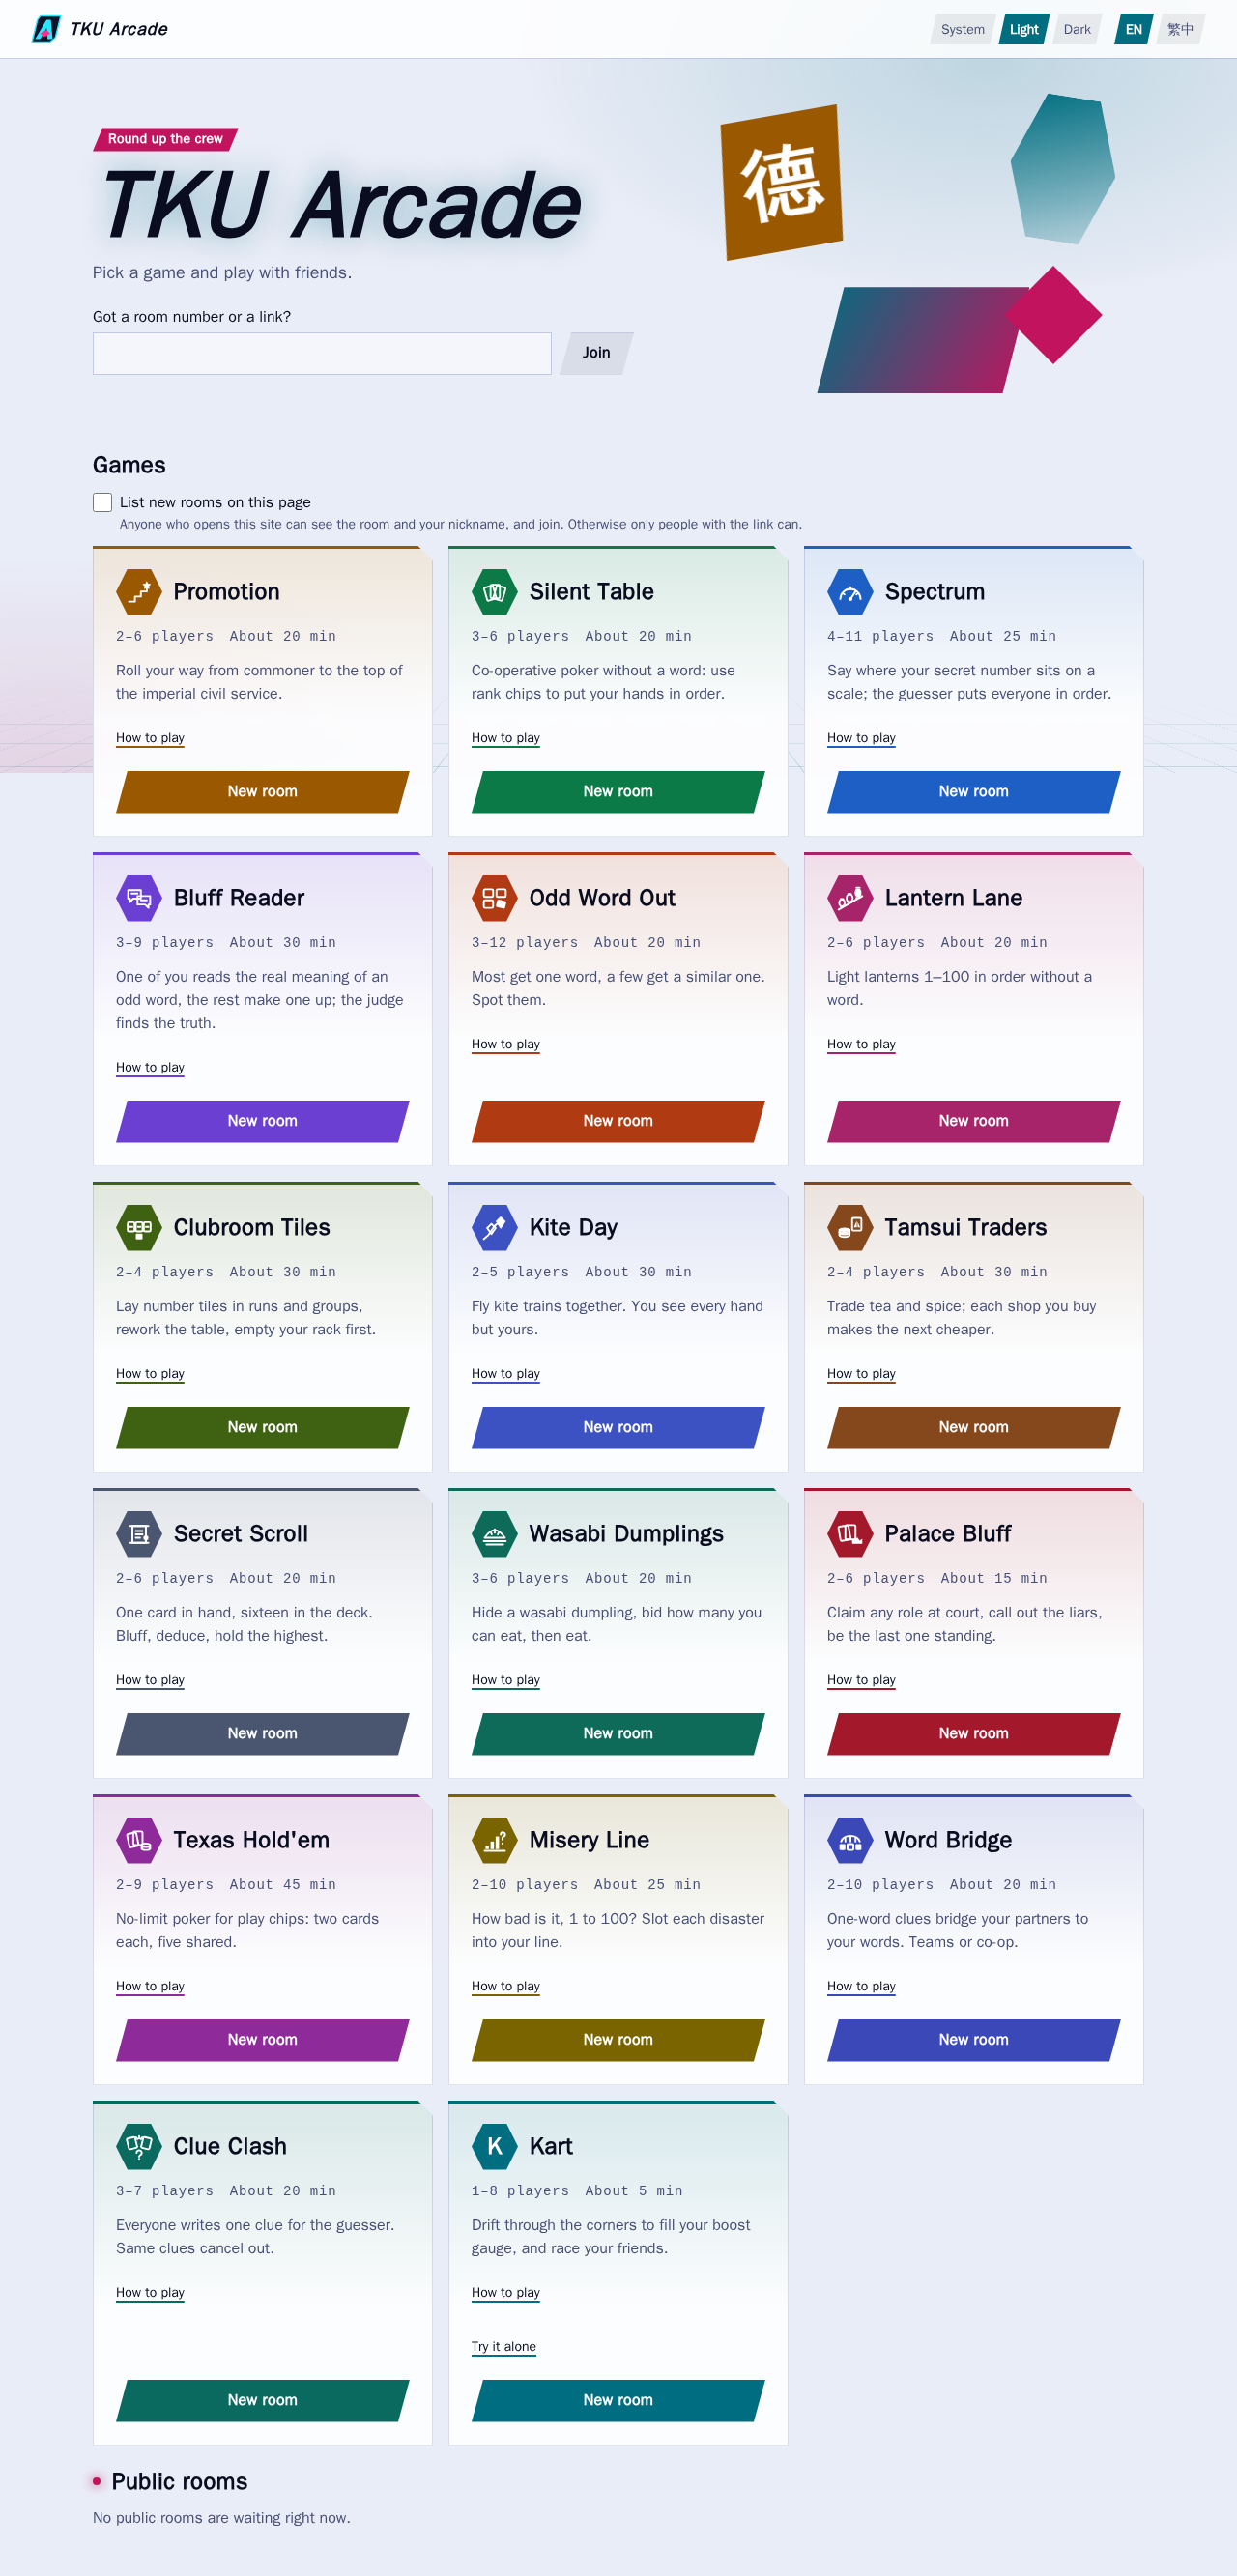 TKU Arcade
System Light Dark EN 繁中
Round up the crew
TKU Arcade
德
Pick a game and play with friends.
Got a room number or a link?
Join
Games
List new rooms on this page
Anyone who opens this site can see the room and your nickname, and join. Otherwise only people with the link can.
Promotion
2–6 players About 20 min
Roll your way from commoner to the top of
the imperial civil service.
How to play
New room
Silent Table
3–6 players About 20 min
Co-operative poker without a word: use
rank chips to put your hands in order.
How to play
New room
Spectrum
4–11 players About 25 min
Say where your secret number sits on a
scale; the guesser puts everyone in order.
How to play
New room
Bluff Reader
3–9 players About 30 min
One of you reads the real meaning of an
odd word, the rest make one up; the judge
finds the truth.
How to play
New room
Odd Word Out
3–12 players About 20 min
Most get one word, a few get a similar one.
Spot them.
How to play
New room
Lantern Lane
2–6 players About 20 min
Light lanterns 1–100 in order without a
word.
How to play
New room
Clubroom Tiles
2–4 players About 30 min
Lay number tiles in runs and groups,
rework the table, empty your rack first.
How to play
New room
Kite Day
2–5 players About 30 min
Fly kite trains together. You see every hand
but yours.
How to play
New room
Tamsui Traders
2–4 players About 30 min
Trade tea and spice; each shop you buy
makes the next cheaper.
How to play
New room
Secret Scroll
2–6 players About 20 min
One card in hand, sixteen in the deck.
Bluff, deduce, hold the highest.
How to play
New room
Wasabi Dumplings
3–6 players About 20 min
Hide a wasabi dumpling, bid how many you
can eat, then eat.
How to play
New room
Palace Bluff
2–6 players About 15 min
Claim any role at court, call out the liars,
be the last one standing.
How to play
New room
Texas Hold'em
2–9 players About 45 min
No-limit poker for play chips: two cards
each, five shared.
How to play
New room
Misery Line
2–10 players About 25 min
How bad is it, 1 to 100? Slot each disaster
into your line.
How to play
New room
Word Bridge
2–10 players About 20 min
One-word clues bridge your partners to
your words. Teams or co-op.
How to play
New room
Clue Clash
3–7 players About 20 min
Everyone writes one clue for the guesser.
Same clues cancel out.
How to play
New room
K Kart
1–8 players About 5 min
Drift through the corners to fill your boost
gauge, and race your friends.
How to play
Try it alone
New room
Public rooms
No public rooms are waiting right now.